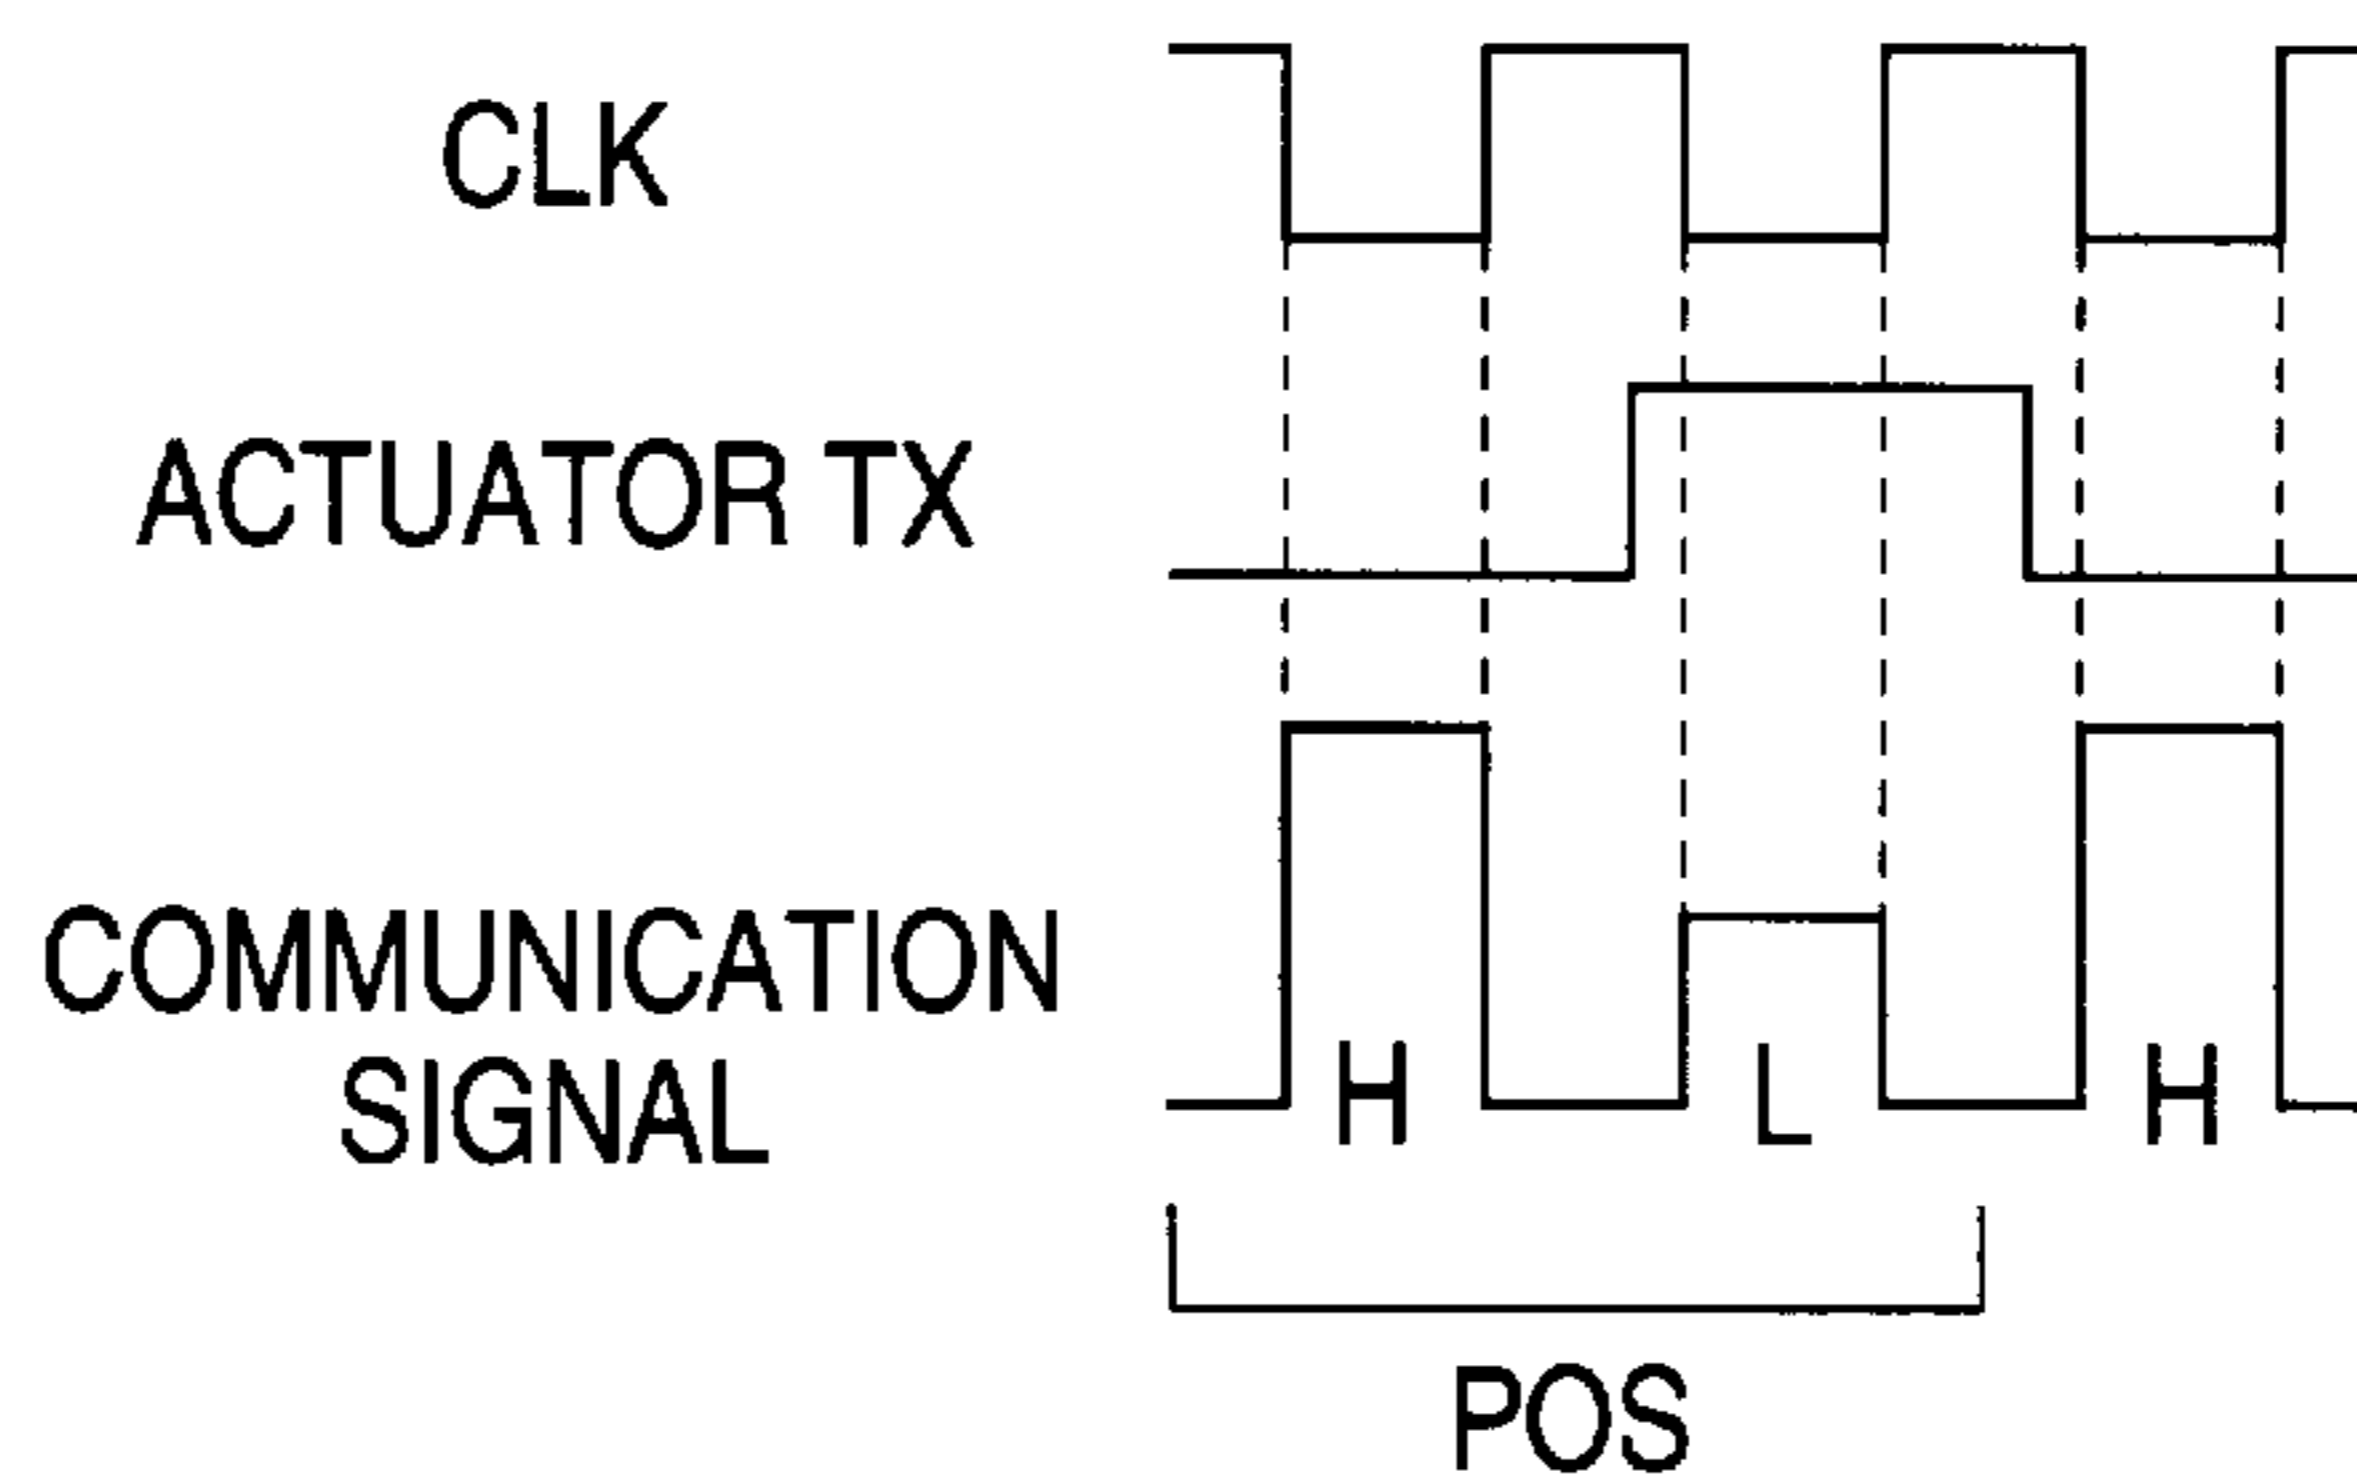 CLK
ACTUATOR TX
COMMUNICATION
SIGNAL
H L H
POS